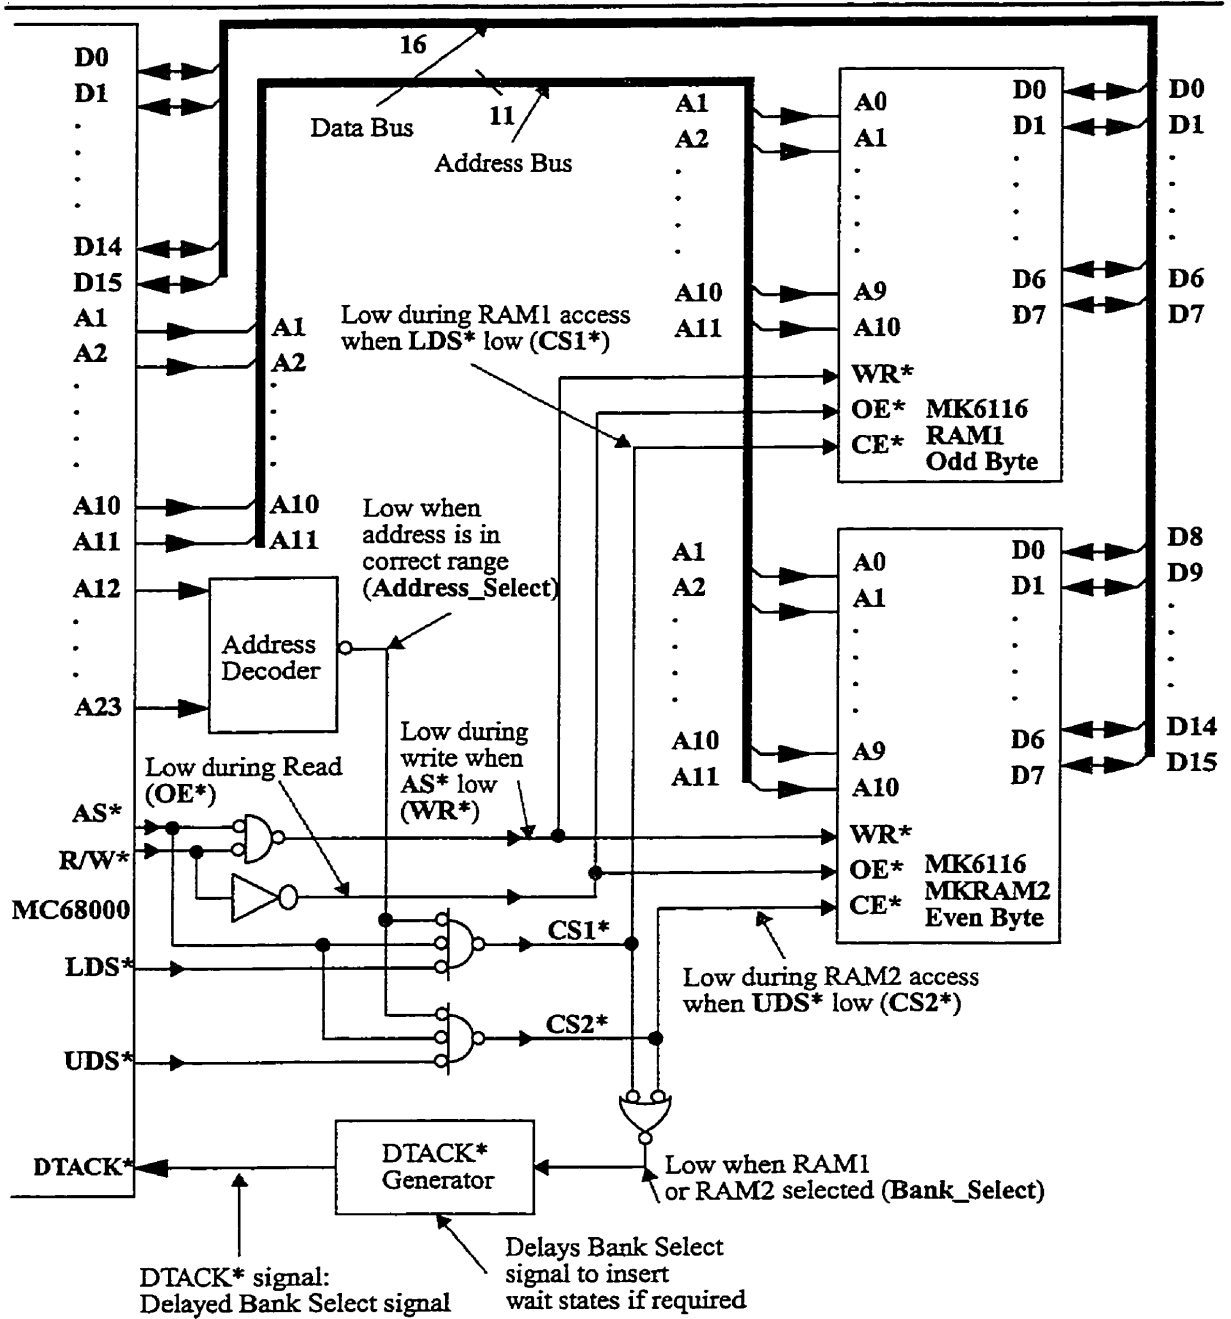 16
11
Data Bus
Address Bus
D0
D1
D14
D15
A1
A2
A10
A11
A12
A23
AS*
R/W*
MC68000
LDS*
UDS*
DTACK*
A1
A2
A10
A11
Address
Decoder
Low when
address is in
correct range
(Address_Select)
Low during RAM1 access
when LDS* low (CS1*)
Low during Read
(OE*)
Low during
write when
AS* low
(WR*)
A1
A2
A10
A11
A0
A1
A9
A10
WR*
OE*
CE*
MK6116
RAM1
Odd Byte
D0
D1
D6
D7
D0
D1
D6
D7
A1
A2
A10
A11
A0
A1
A9
A10
WR*
OE*
CE*
MK6116
MKRAM2
Even Byte
D0
D1
D6
D7
D8
D9
D14
D15
CS1*
CS2*
Low during RAM2 access
when UDS* low (CS2*)
DTACK*
Generator
Low when RAM1
or RAM2 selected (Bank_Select)
DTACK* signal:
Delayed Bank Select signal
Delays Bank Select
signal to insert
wait states if required